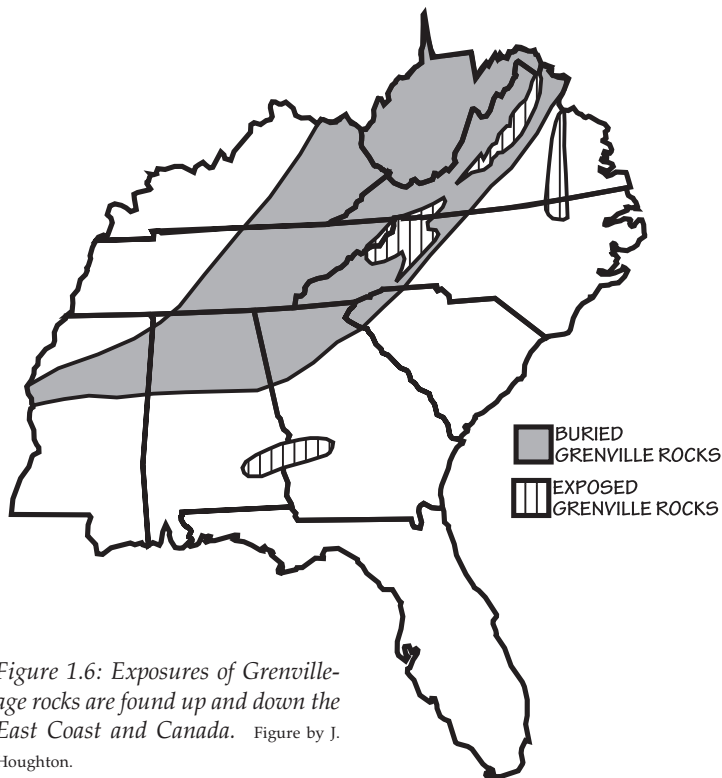 BURIED
GRENVILLE ROCKS
EXPOSED
GRENVILLE ROCKS
Figure 1.6: Exposures of Grenville-
age rocks are found up and down the
East Coast and Canada. Figure by J.
Houghton.